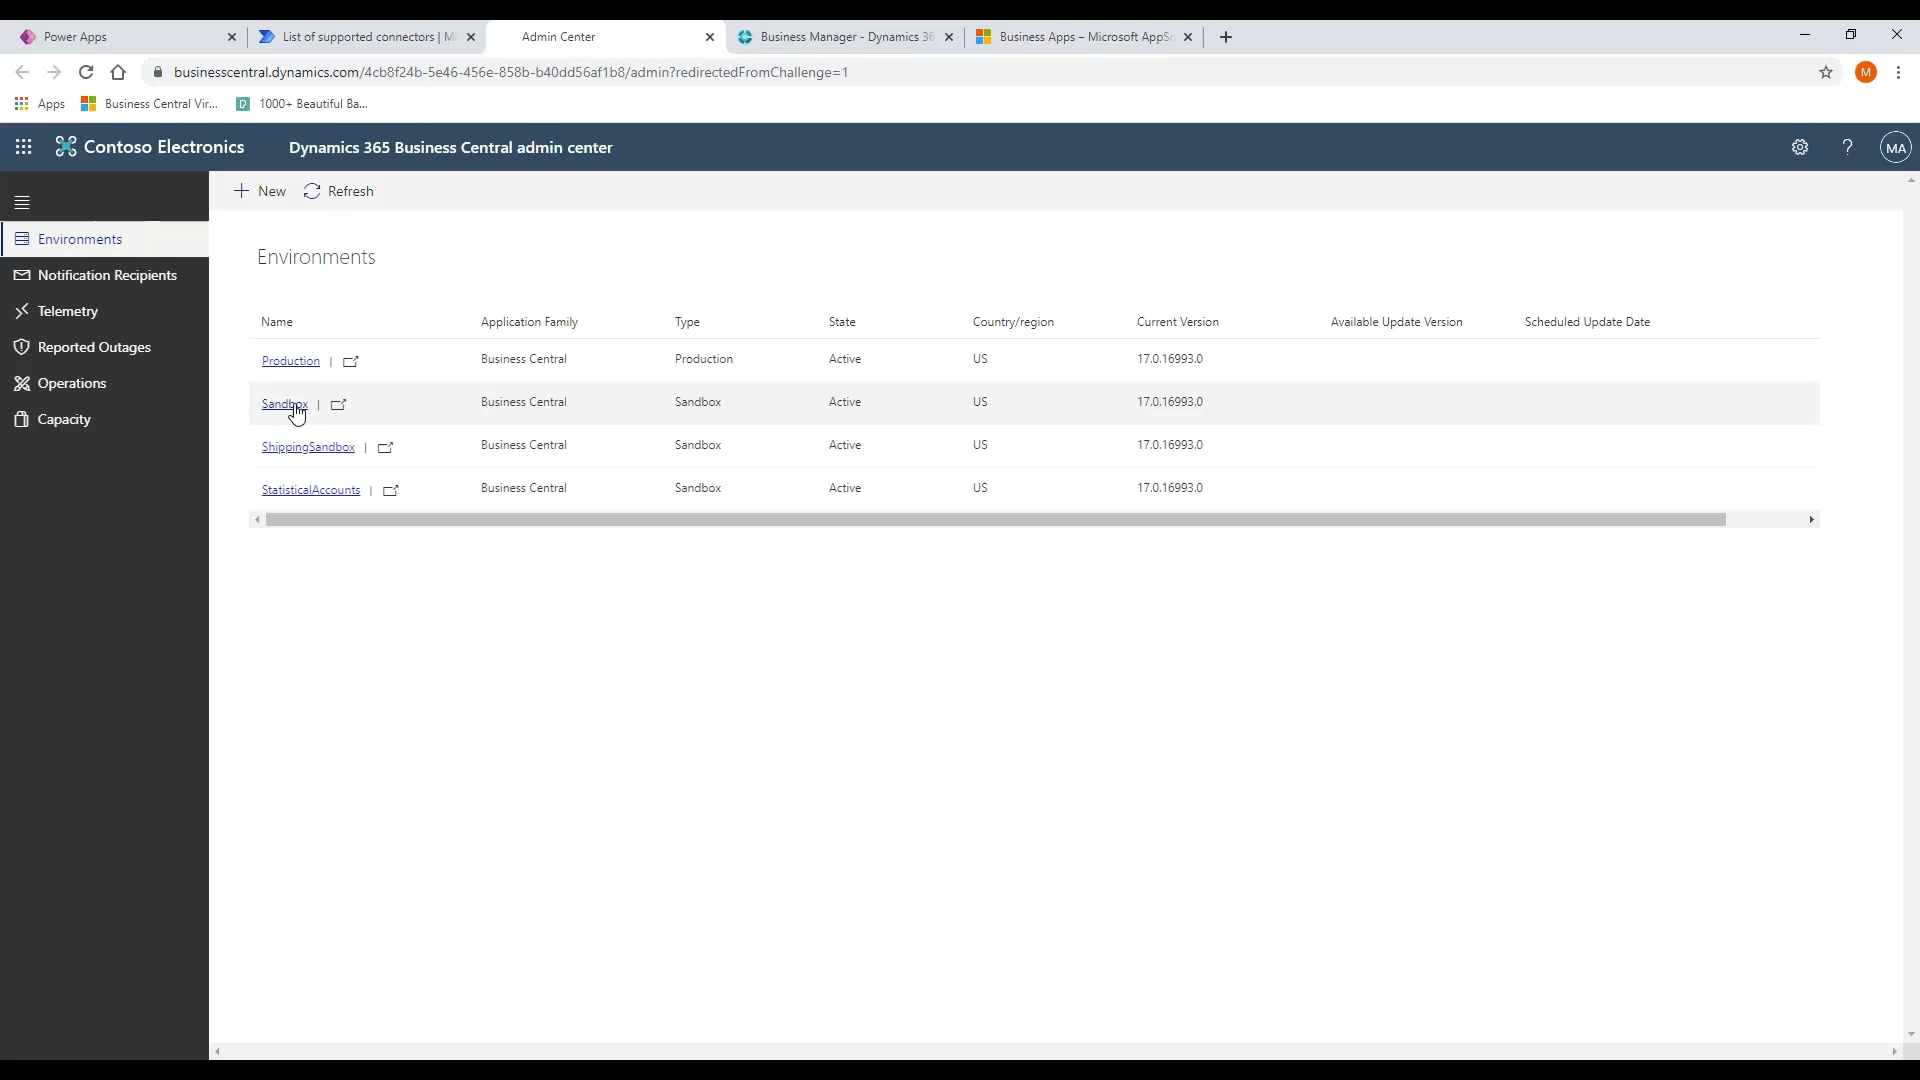 Power Apps
List of supported connectors | Mi
Admin Center
Business Manager - Dynamics 36
Business Apps – Microsoft AppSo
businesscentral.dynamics.com/4cb8f24b-5e46-456e-858b-b40dd56af1b8/admin?redirectedFromChallenge=1
M
Apps
Business Central Vir...
D
1000+ Beautiful Ba...
Contoso Electronics
Dynamics 365 Business Central admin center
?
MA
+ New
Refresh
Environments
Notification Recipients
Telemetry
Reported Outages
Operations
Capacity
Environments
Name Application Family Type State Country/region Current Version Available Update Version Scheduled Update Date
Production | Business Central Production Active US 17.0.16993.0
Sandbox | Business Central Sandbox Active US 17.0.16993.0
ShippingSandbox | Business Central Sandbox Active US 17.0.16993.0
StatisticalAccounts | Business Central Sandbox Active US 17.0.16993.0